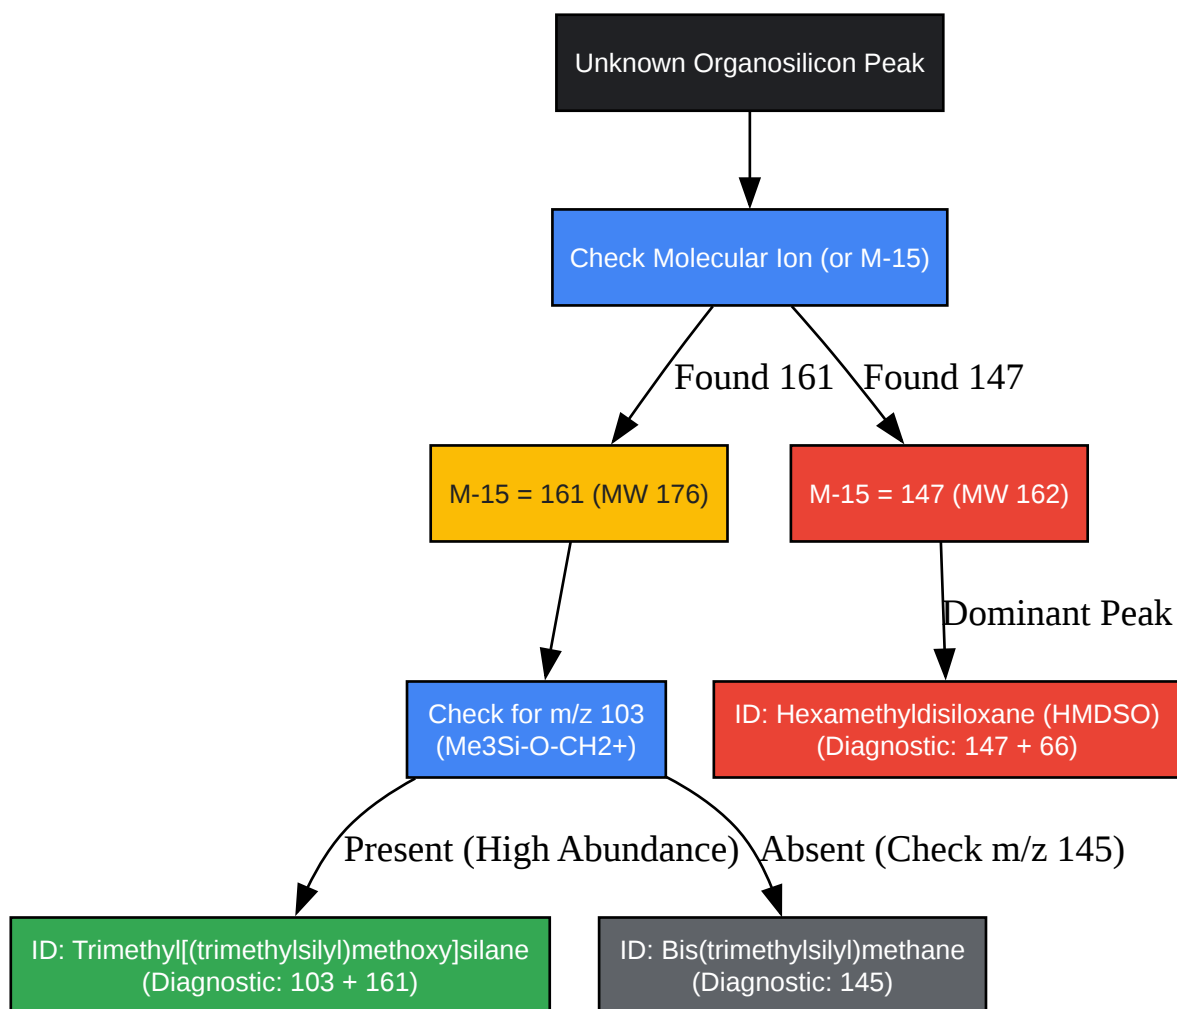 Unknown Organosilicon Peak
Check Molecular Ion (or M-15)
Found 161
Found 147
M-15 = 161 (MW 176)
M-15 = 147 (MW 162)
Dominant Peak
Check for m/z 103
(Me3Si-O-CH2+)
ID: Hexamethyldisiloxane (HMDSO)
(Diagnostic: 147 + 66)
Present (High Abundance)
Absent (Check m/z 145)
ID: Trimethyl[(trimethylsilyl)methoxy]silane
(Diagnostic: 103 + 161)
ID: Bis(trimethylsilyl)methane
(Diagnostic: 145)